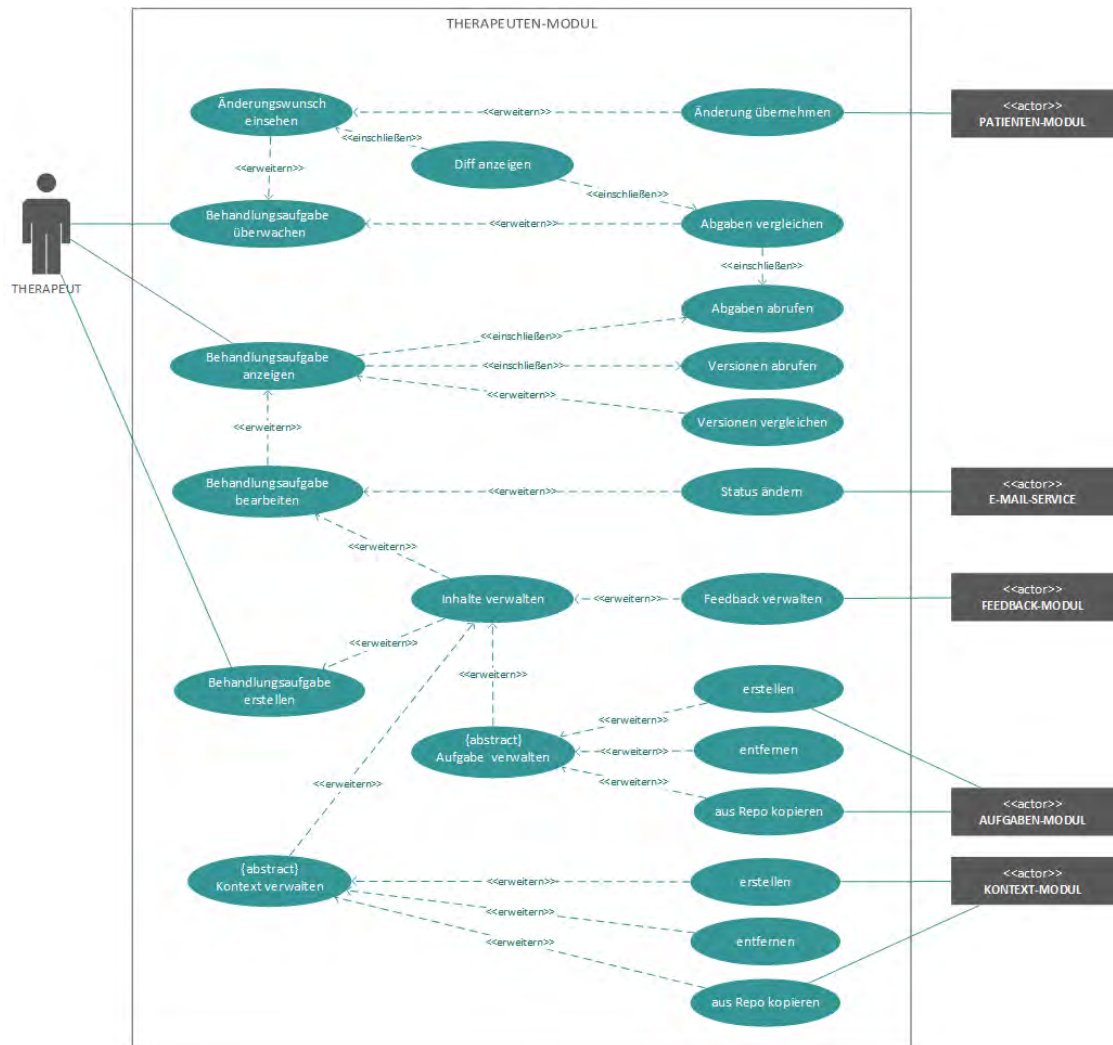 THERAPEUTEN-MODUL
Änderungswunsch
einsehen
<<erweitern>>
Änderung übernehmen
<<actor>>
PATIENTEN-MODUL
<<einschließen>>
Diff anzeigen
<<erweitern>>
<<einschließen>>
Behandlungsaufgabe
überwachen
<<erweitern>>
Abgaben vergleichen
THERAPEUT
<<einschließen>>
Abgaben abrufen
<<einschließen>>
Behandlungsaufgabe
anzeigen
<<einschließen>>
Versionen abrufen
<<erweitern>>
Versionen vergleichen
<<erweitern>>
Behandlungsaufgabe
bearbeiten
<<erweitern>>
Status ändern
<<actor>>
E-MAIL-SERVICE
<<erweitern>>
Inhalte verwalten
<<erweitern>>
Feedback verwalten
<<actor>>
FEEDBACK-MODUL
<<erweitern>>
Behandlungsaufgabe
erstellen
<<erweitern>>
erstellen
<<erweitern>>
{abstract}
Aufgabe verwalten
<<erweitern>>
entfernen
<<erweitern>>
<<erweitern>>
aus Repo kopieren
<<actor>>
AUFGABEN-MODUL
{abstract}
Kontext verwalten
<<erweitern>>
erstellen
<<actor>>
KONTEXT-MODUL
<<erweitern>>
entfernen
<<erweitern>>
aus Repo kopieren